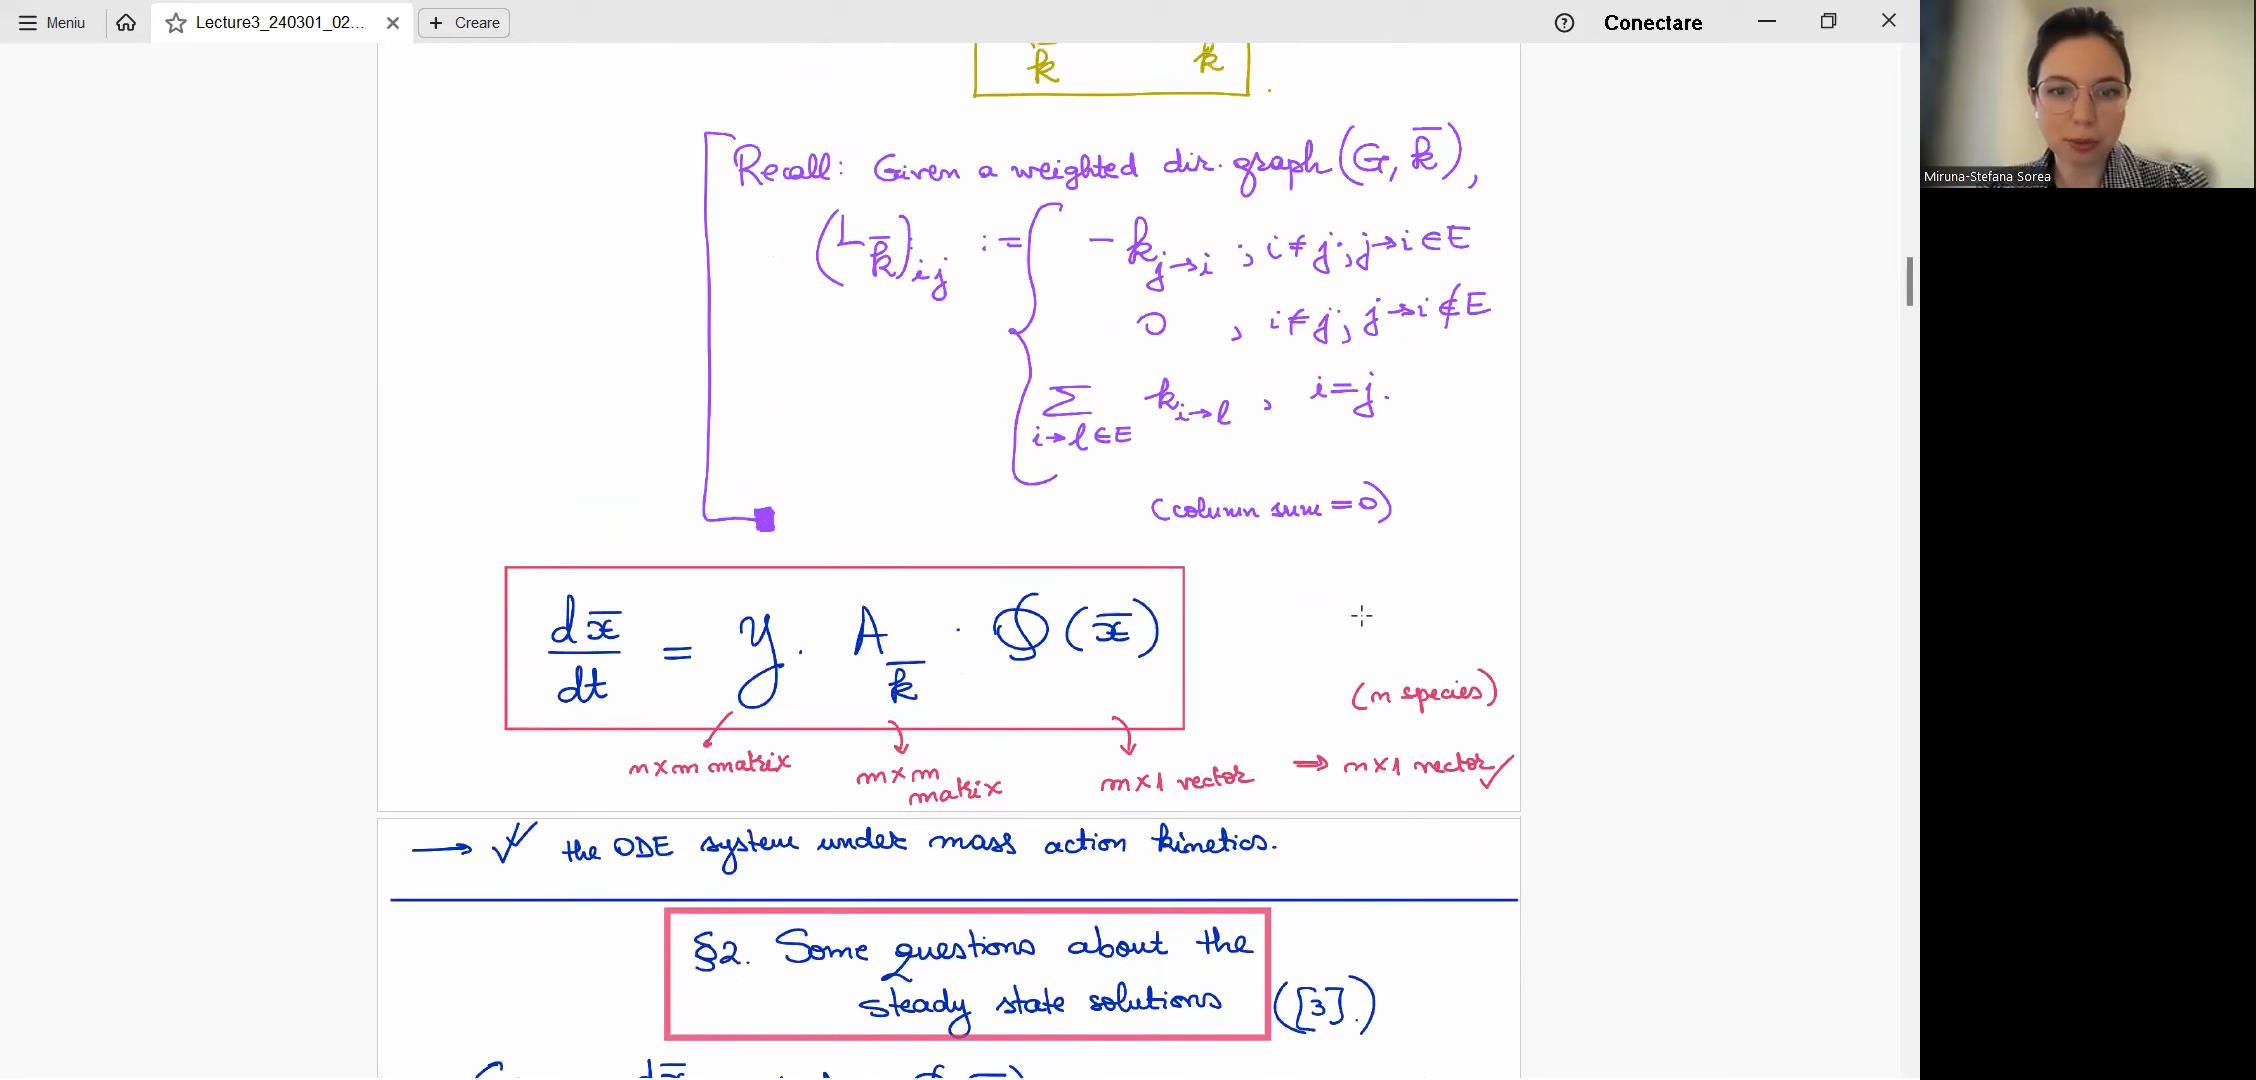 Meniu
Lecture3_240301_02...
Creare
Conectare
Miruna-Stefana Sorea
k̅ k̅ .
Recall: Given a weighted dir. graph (G, k̅),
(L_k̅)_ij := { - k_j→i ; i ≠ j; j→i ∈ E
0 , i ≠ j; j→i ∉ E
∑_i→l∈E k_i→l , i = j.
(column sum = 0)
dx̅/dt = Y · A_k̅ · Φ(x̅)
(n species)
n×m matrix
m×m matrix
m×1 vector
⇒ n×1 vector ✓
→ ✓ the ODE system under mass action kinetics.
§2. Some questions about the
steady state solutions ([3].)